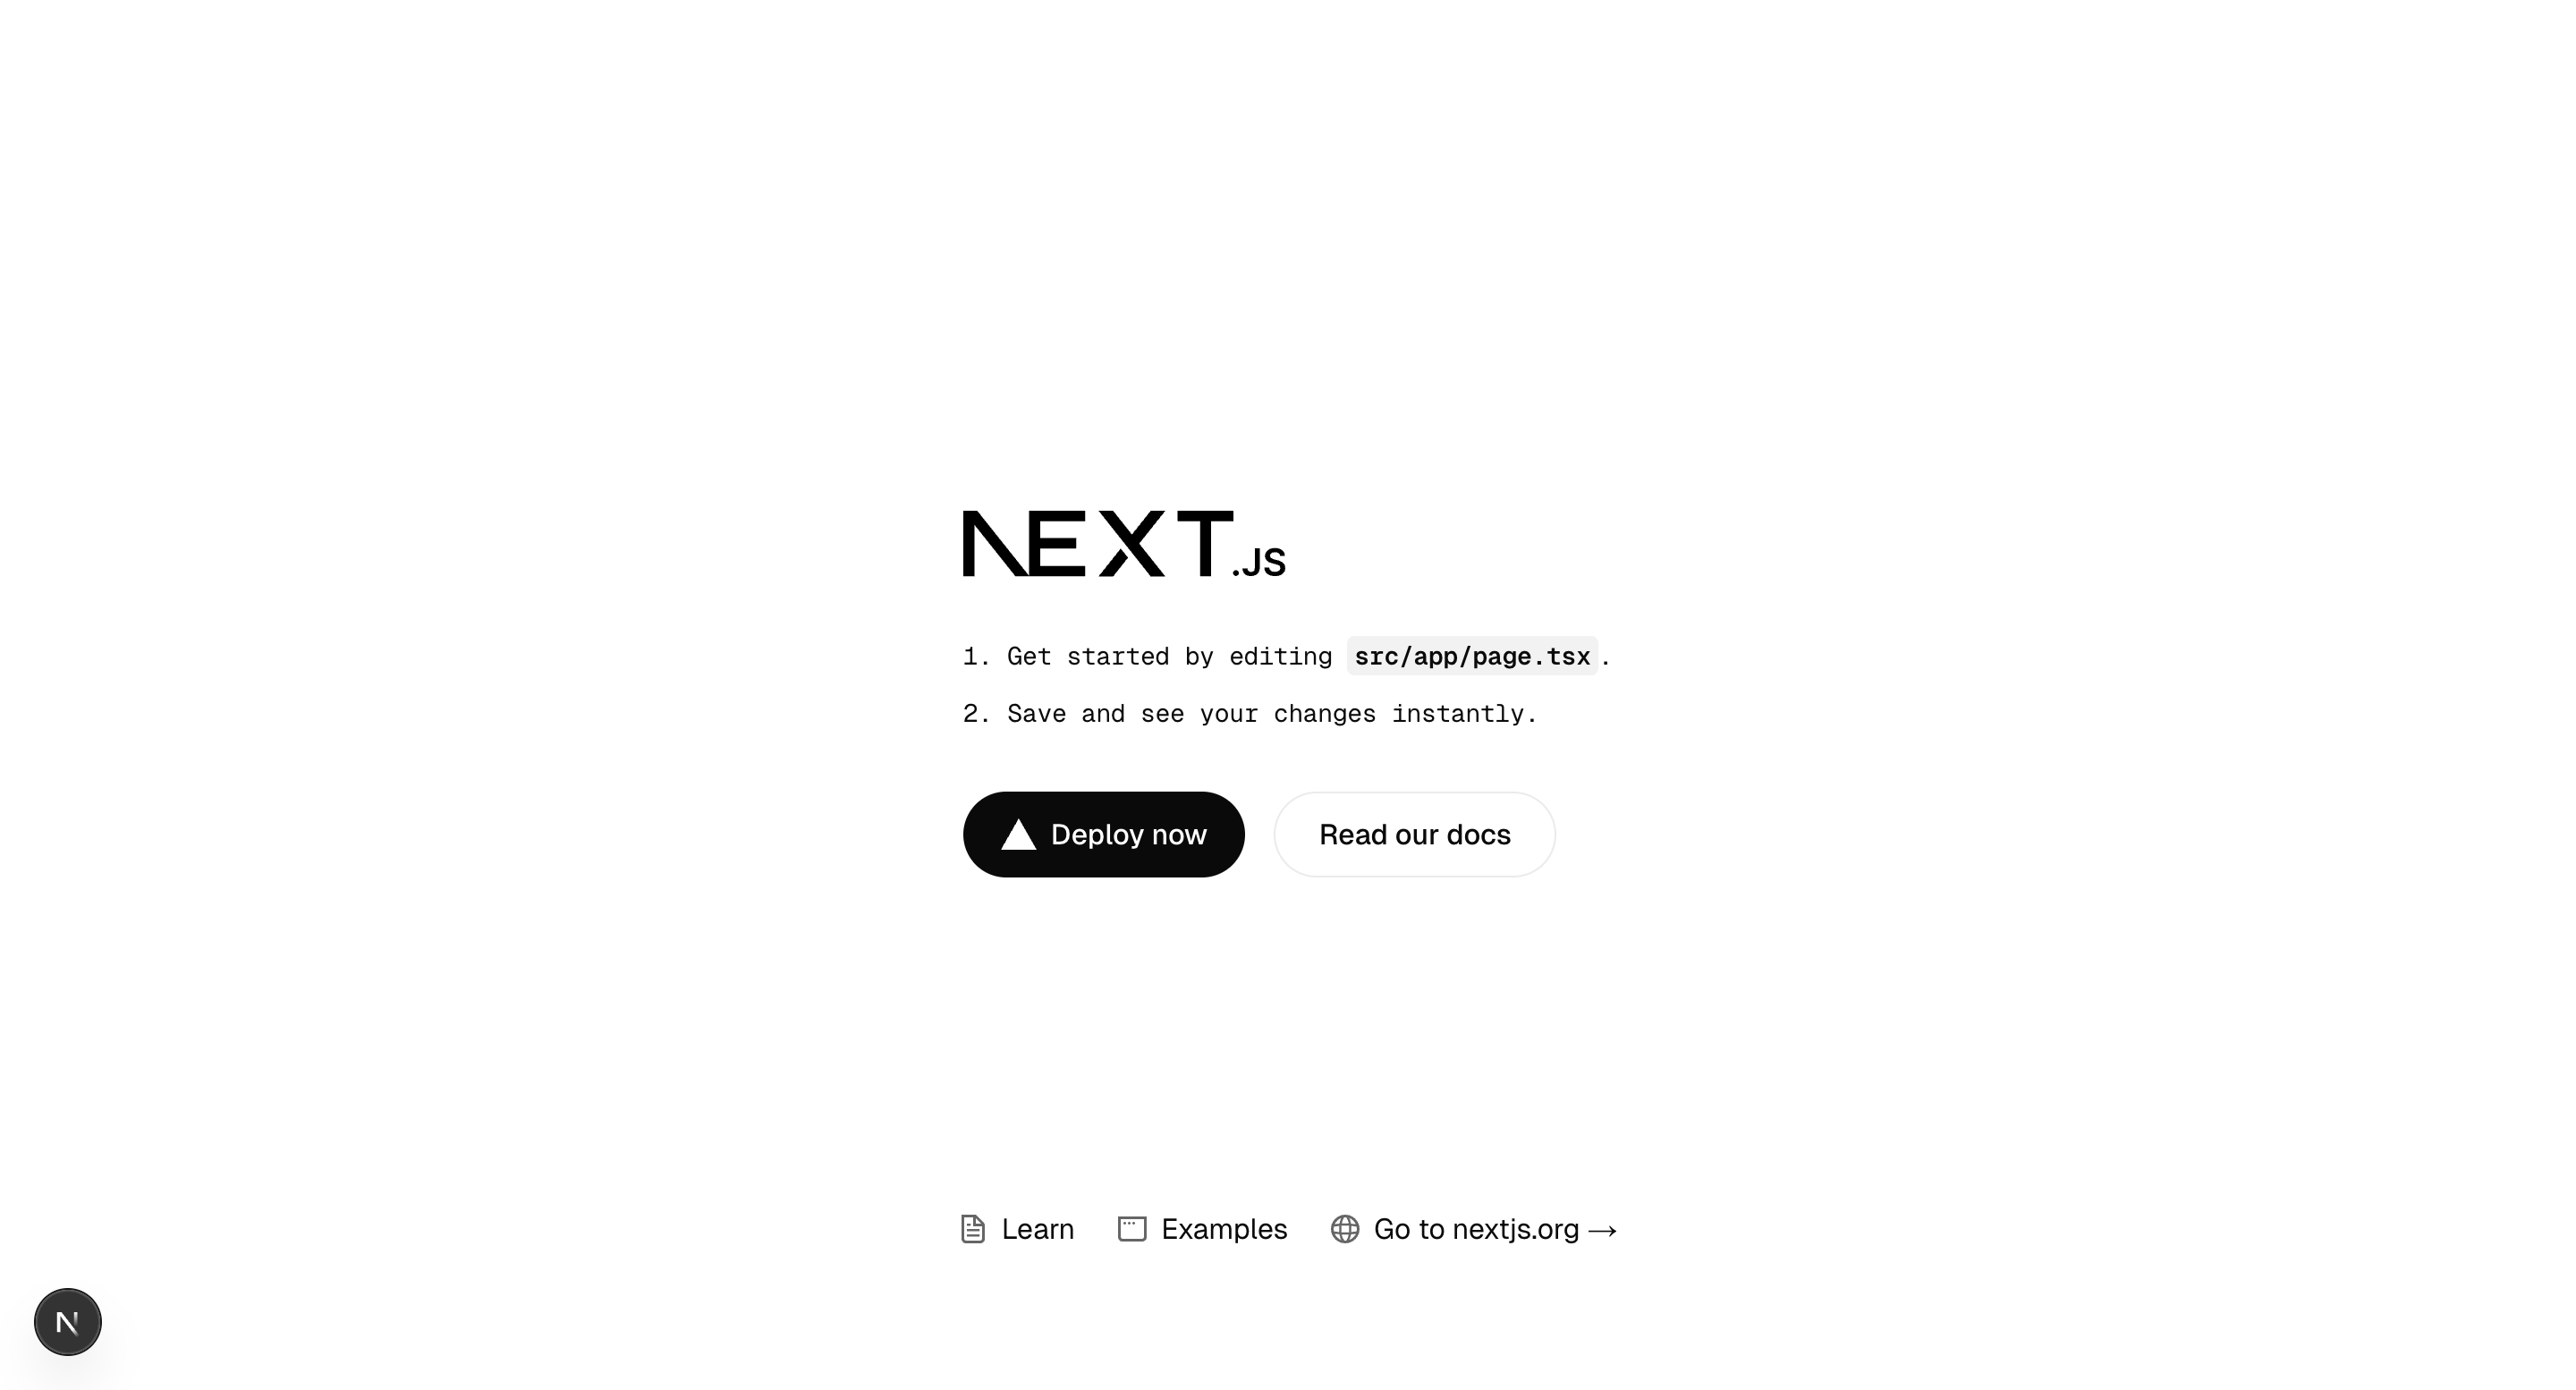 NEXT.JS
1. Get started by editing src/app/page.tsx.
2. Save and see your changes instantly.
Deploy now
Read our docs
Learn
Examples
Go to nextjs.org →
N